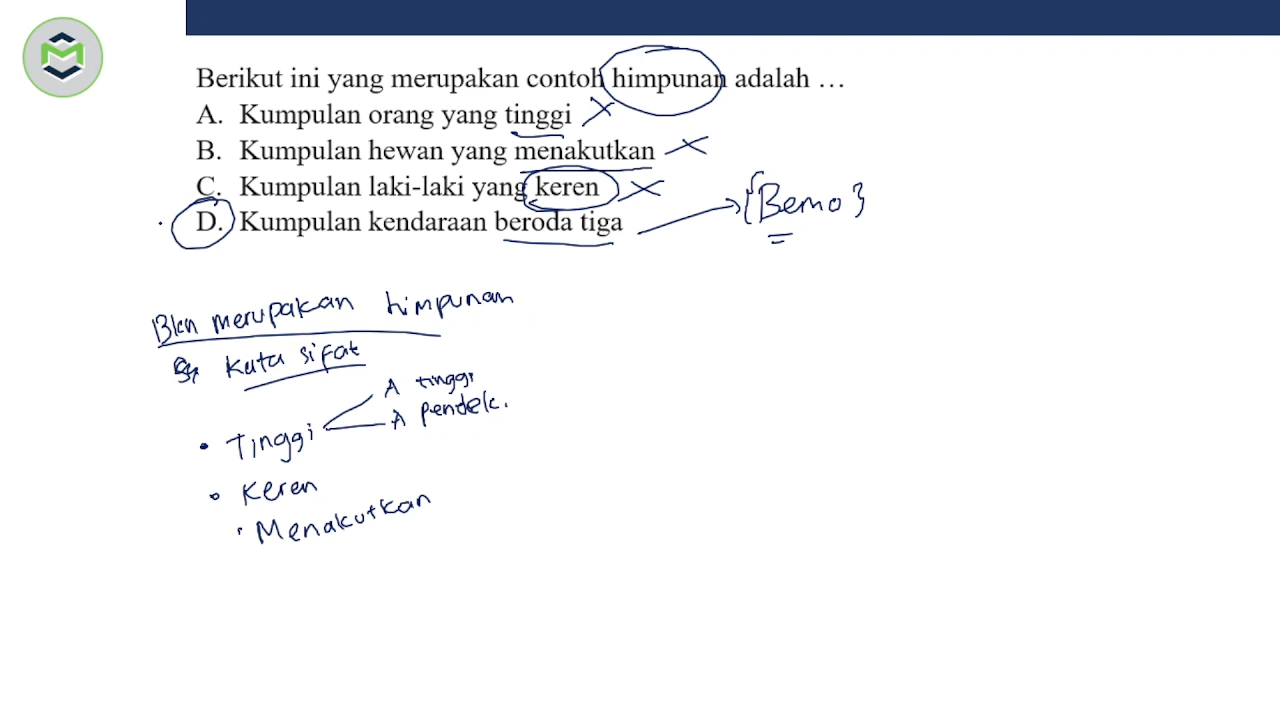 Berikut ini yang merupakan contoh himpunan adalah …
A. Kumpulan orang yang tinggi
B. Kumpulan hewan yang menakutkan
C. Kumpulan laki-laki yang keren
D. Kumpulan kendaraan beroda tiga
{Bemo}
Bkn merupakan himpunan
Kata sifat
A tinggi
A pendek.
• Tinggi
• Keren
• Menakutkan